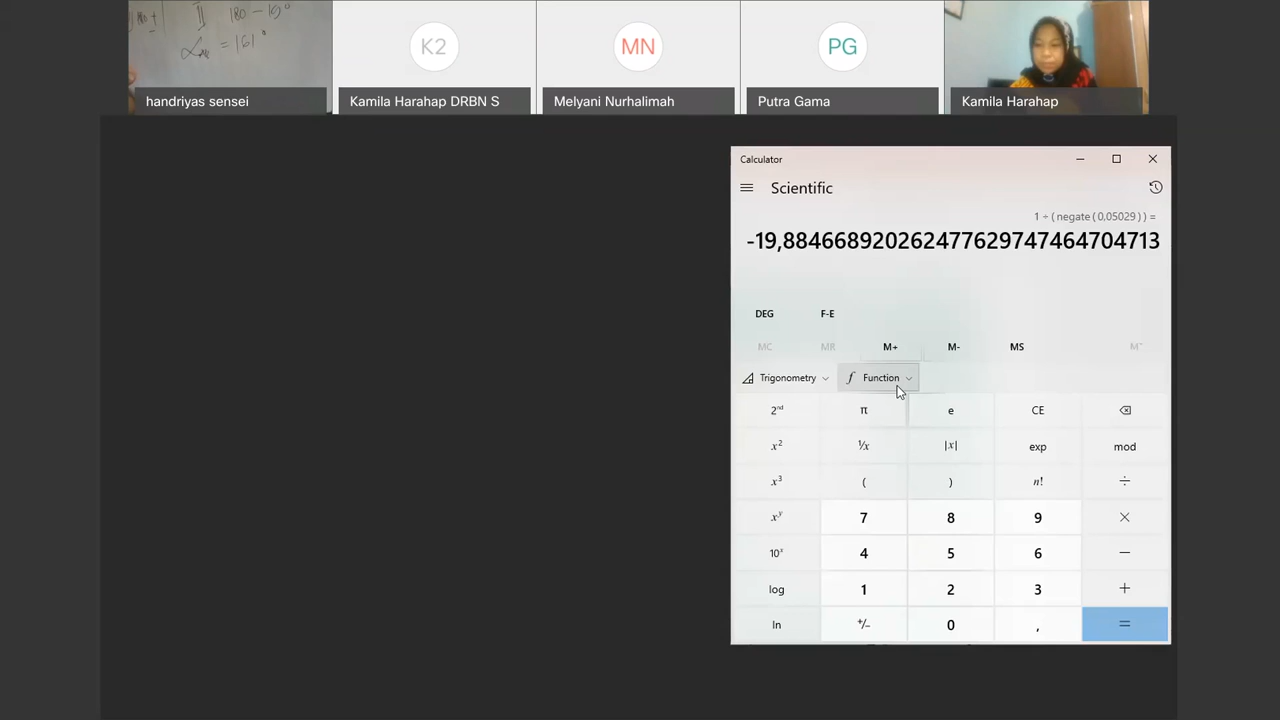 II 180 - 19°
= 161°
handriyas sensei
K2
Kamila Harahap DRBN S
MN
Melyani Nurhalimah
PG
Putra Gama
Kamila Harahap
Calculator
Scientific
1 ÷ ( negate ( 0,05029 ) ) =
-19,884668920262477629747464704713
DEG F-E
MC MR M+ M- MS M˅
Trigonometry f Function
2ⁿᵈ π e CE
x² ¹⁄x |x| exp mod
x³ ( ) n! ÷
xʸ 7 8 9 ×
10ˣ 4 5 6 −
log 1 2 3 +
ln +/− 0 , =